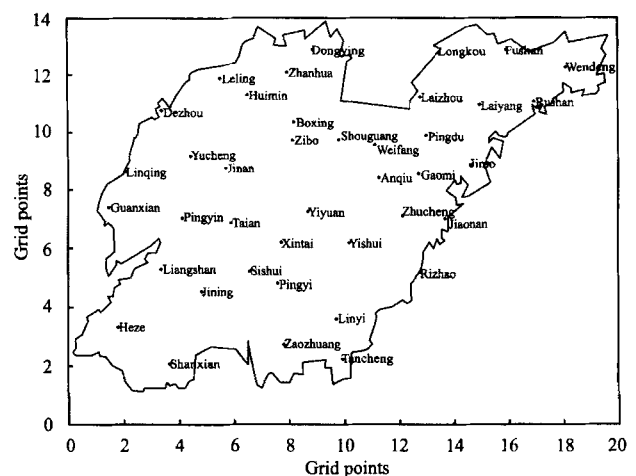 14
Dongying
Longkou
Fushan
Wendeng
12
Leling
Zhanhua
Huimin
Laizhou
Laiyang
Rushan
Dezhou
Boxing
10
Zibo
Shouguang
Pingdu
Weifang
Yucheng
Jinan
Jimo
Linqing
Anqiu
Gaomi
8
Guanxian
Pingyin
Taian
Yiyuan
Zhucheng
Jiaonan
6
Xintai
Yishui
Liangshan
Sishui
Rizhao
Jining
Pingyi
4
Heze
Linyi
Zaozhuang
Tancheng
2
Shanxian
0
Grid points
0 2 4 6 8 10 12 14 16 18 20
Grid points